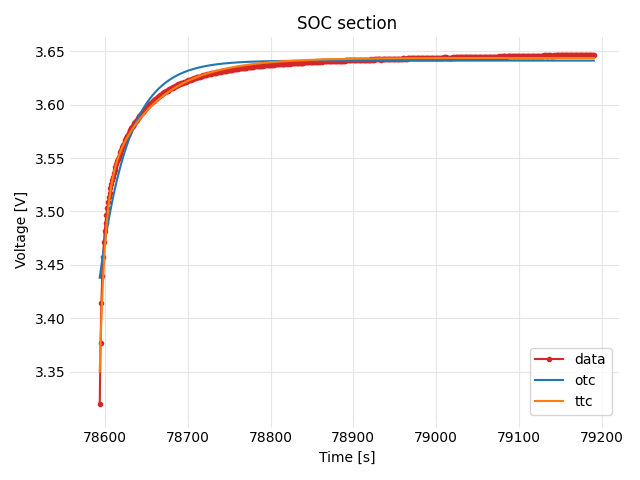 SOC section
Voltage [V]
3.65
3.60
3.55
3.50
3.45
3.40
3.35
data
otc
ttc
78600 78700 78800 78900 79000 79100 79200
Time [s]